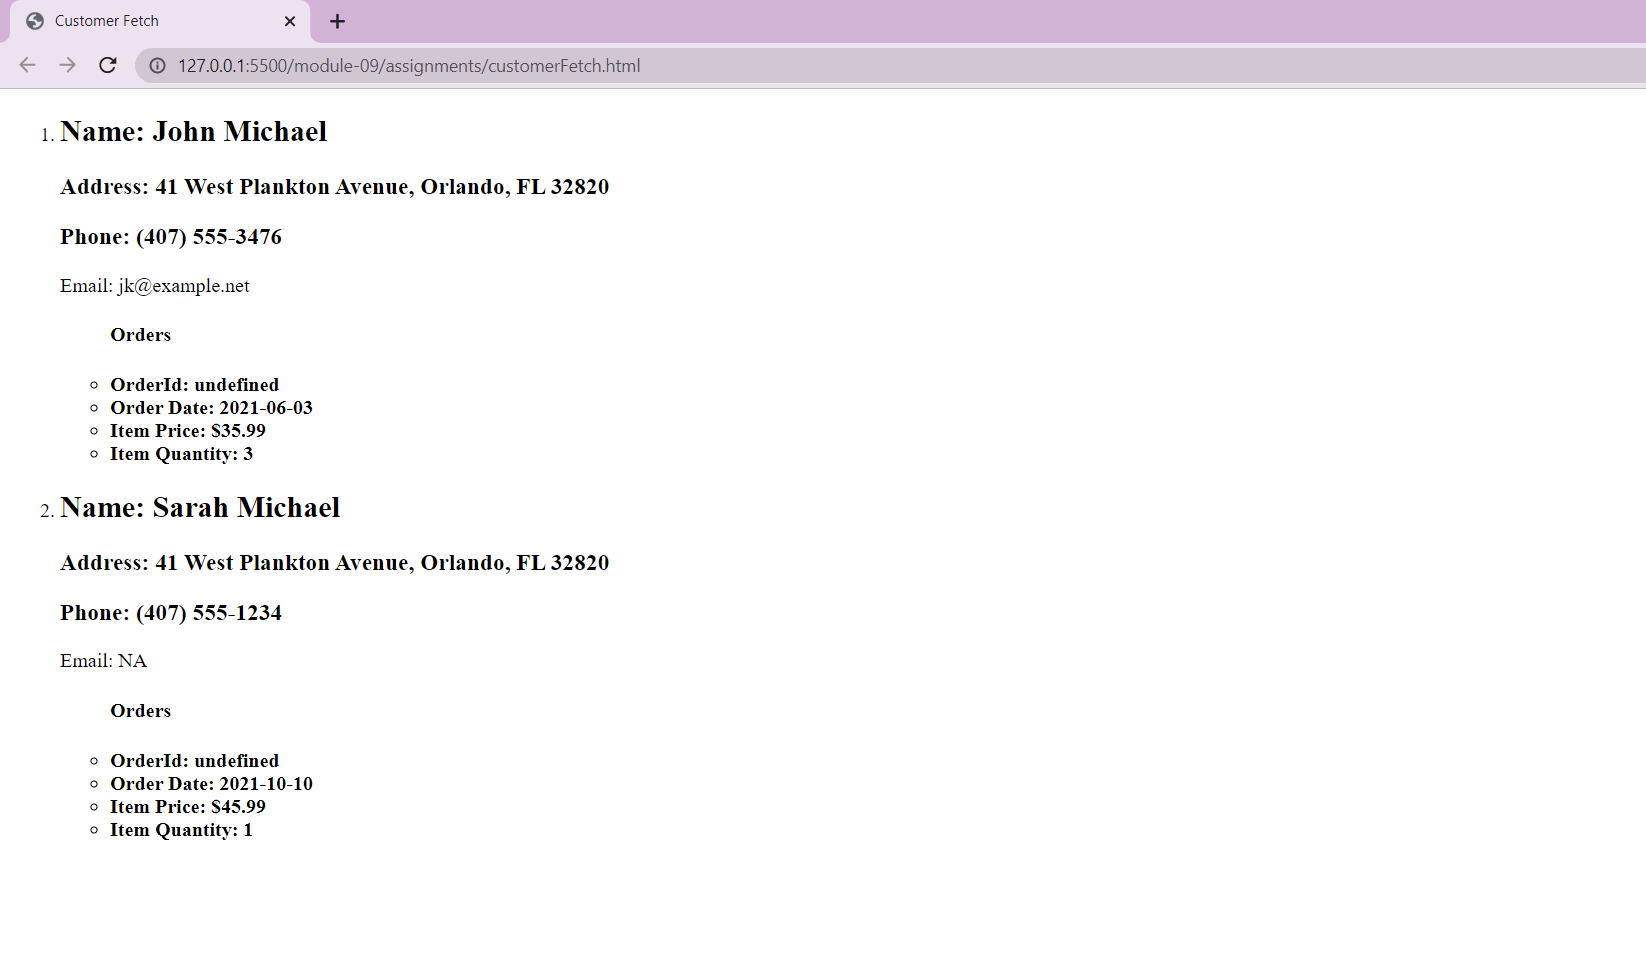 Customer Fetch
127.0.0.1:5500/module-09/assignments/customerFetch.html
1. Name: John Michael
Address: 41 West Plankton Avenue, Orlando, FL 32820
Phone: (407) 555-3476
Email: jk@example.net
Orders
OrderId: undefined
Order Date: 2021-06-03
Item Price: $35.99
Item Quantity: 3
2. Name: Sarah Michael
Address: 41 West Plankton Avenue, Orlando, FL 32820
Phone: (407) 555-1234
Email: NA
Orders
OrderId: undefined
Order Date: 2021-10-10
Item Price: $45.99
Item Quantity: 1